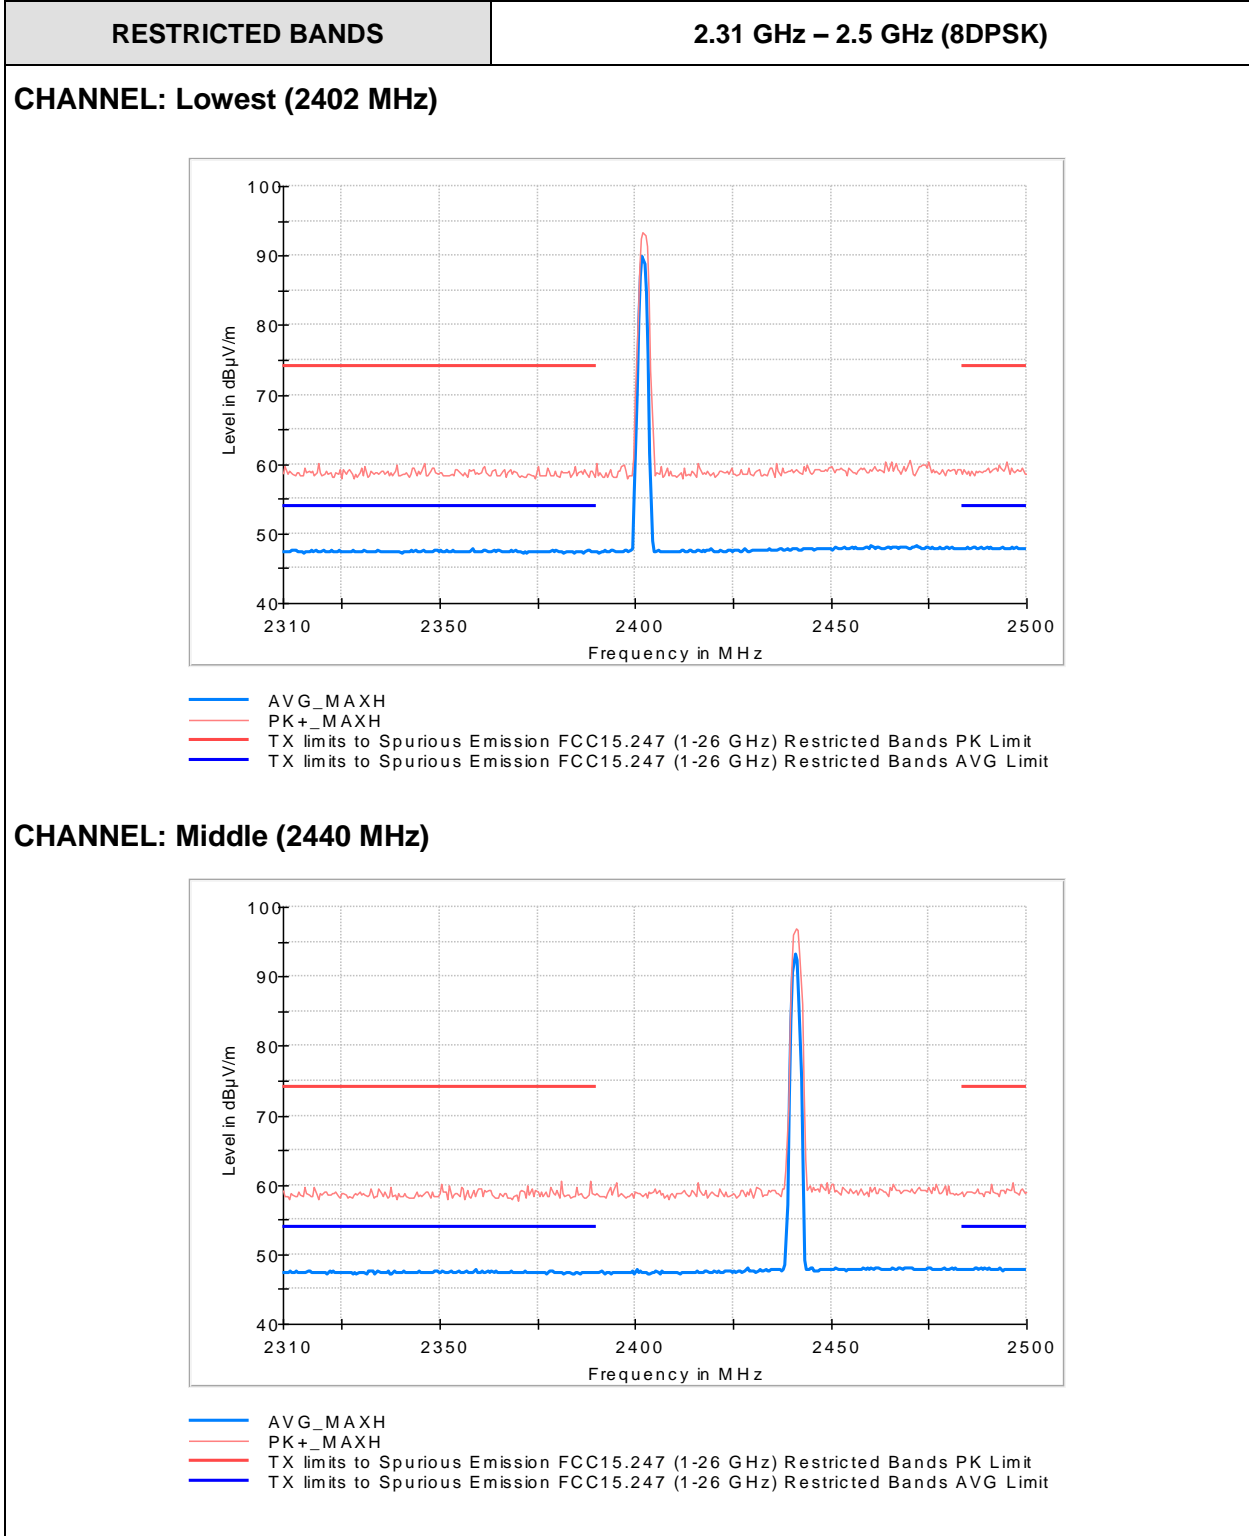 RESTRICTED BANDS
2.31 GHz – 2.5 GHz (8DPSK)
CHANNEL: Lowest (2402 MHz)
100
90
80
70
60
50
40
Level in dBµV/m
2310
2350
2400
2450
2500
Frequency in MHz
AVG_MAXH
PK+_MAXH
TX limits to Spurious Emission FCC15.247 (1-26 GHz) Restricted Bands PK Limit
TX limits to Spurious Emission FCC15.247 (1-26 GHz) Restricted Bands AVG Limit
CHANNEL: Middle (2440 MHz)
100
90
80
70
60
50
40
Level in dBµV/m
2310
2350
2400
2450
2500
Frequency in MHz
AVG_MAXH
PK+_MAXH
TX limits to Spurious Emission FCC15.247 (1-26 GHz) Restricted Bands PK Limit
TX limits to Spurious Emission FCC15.247 (1-26 GHz) Restricted Bands AVG Limit